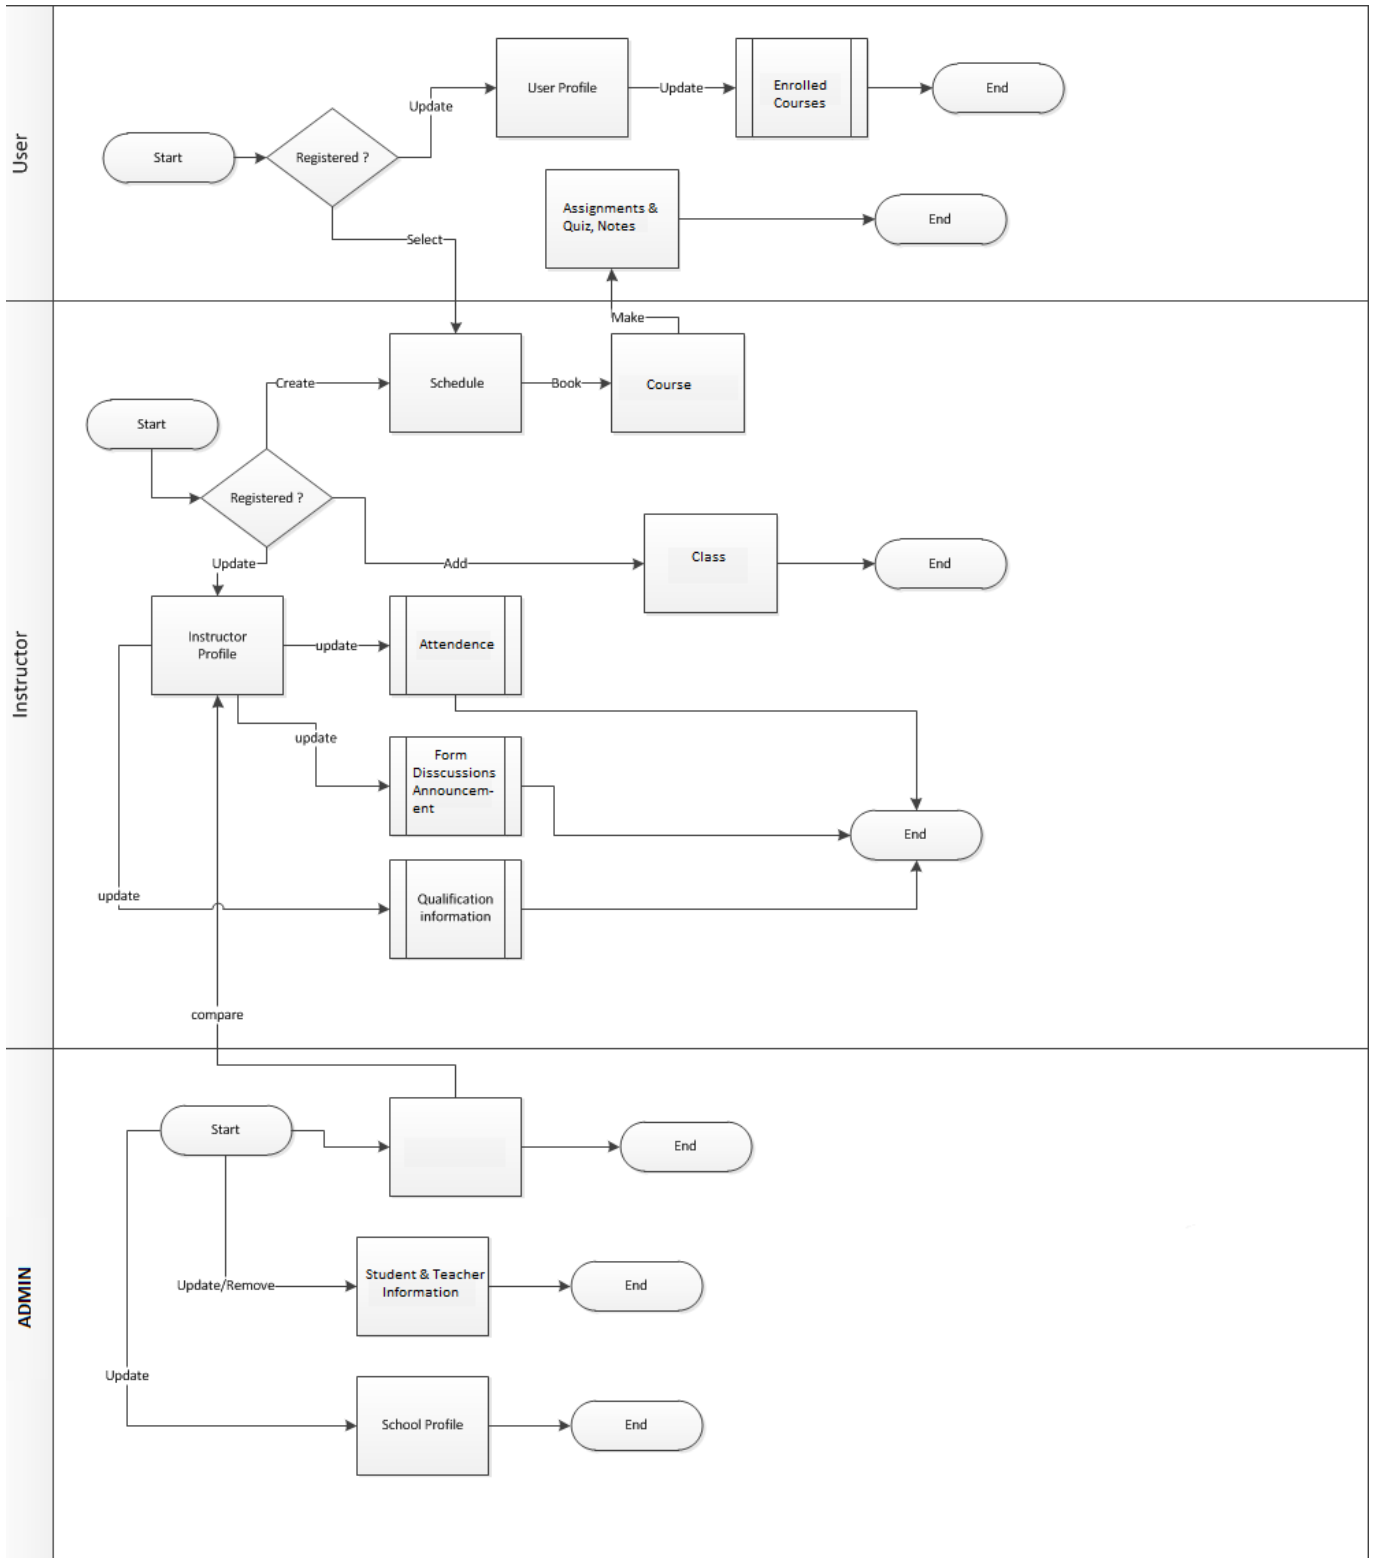 User
Start
Registered ?
Update
User Profile
Update
Enrolled
Courses
End
Select
Assignments &
Quiz, Notes
End
Instructor
Make
Create
Schedule
Book
Course
Start
Registered ?
Update
Add
Class
End
Instructor
Profile
update
Attendence
update
Form
Disscussions
Announcem-
ent
End
update
Qualification
information
compare
ADMIN
Start
End
Update/Remove
Student & Teacher
Information
End
Update
School Profile
End